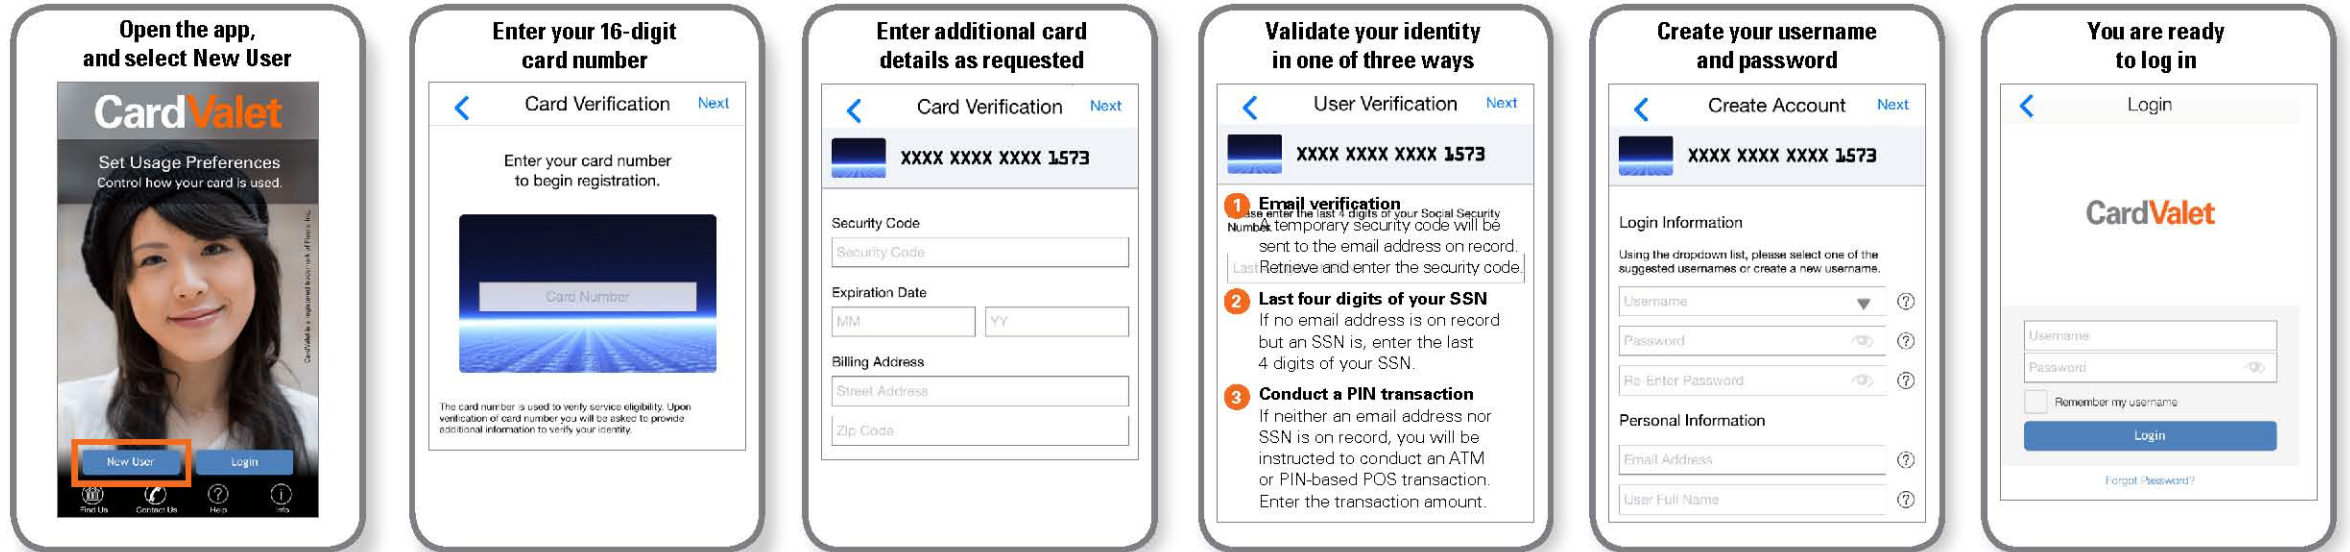 Open the app,
and select New User
CardValet
Set Usage Preferences
Control how your card is used.
New User
Login
Find Us
Contact Us
Help
Info
Enter your 16-digit
card number
Card Verification
Next
Enter your card number
to begin registration.
Card Number
The card number is used to verify service eligibility. Upon
verification of card number you will be asked to provide
additional information to verify your identity.
Enter additional card
details as requested
Card Verification
Next
XXXX XXXX XXXX 1573
Security Code
Security Code
Expiration Date
MM
YY
Billing Address
Street Address
Zip Code
Validate your identity
in one of three ways
User Verification
Next
XXXX XXXX XXXX 1573
1 Email verification
enter the last 4 digits of your Social Security
Number
A temporary security code will be
sent to the email address on record.
Last
Retrieve and enter the security code.
2 Last four digits of your SSN
If no email address is on record
but an SSN is, enter the last
4 digits of your SSN.
3 Conduct a PIN transaction
If neither an email address nor
SSN is on record, you will be
instructed to conduct an ATM
or PIN-based POS transaction.
Enter the transaction amount.
Create your username
and password
Create Account
Next
XXXX XXXX XXXX 1573
Login Information
Using the dropdown list, please select one of the
suggested usernames or create a new username.
Username
?
Password
?
Re-Enter Password
?
Personal Information
Email Address
?
User Full Name
?
You are ready
to log in
Login
CardValet
Username
Password
Remember my username
Login
Forgot Password?